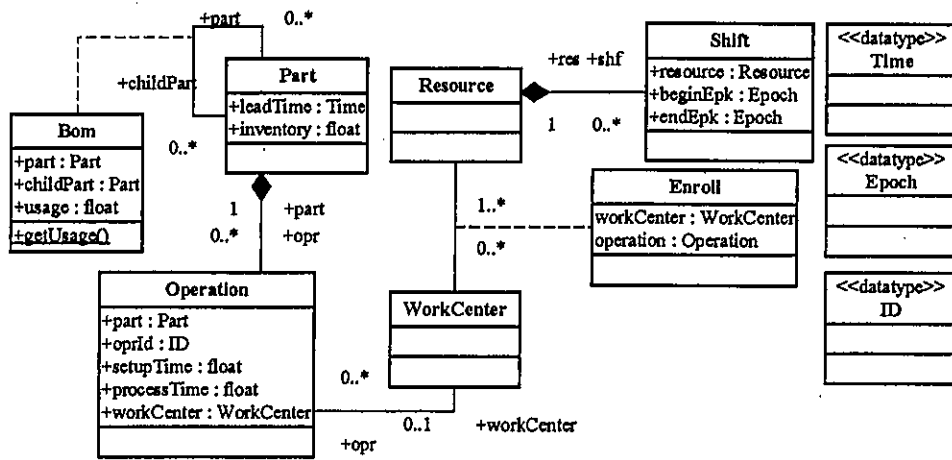 +part 0..*
+childPart
0..*
Part
+leadTime : Time
+inventory : float
Bom
+part : Part
+childPart : Part
+usage : float
+getUsage()
1 +part
0..* +opr
Operation
+part : Part
+oprId : ID
+setupTime : float
+processTime : float
+workCenter : WorkCenter
0..*
+opr
0..1 +workCenter
Resource
+res +shf
1 0..*
Shift
+resource : Resource
+beginEpk : Epoch
+endEpk : Epoch
1..*
0..*
Enroll
workCenter : WorkCenter
operation : Operation
WorkCenter
<<datatype>>
Time
<<datatype>>
Epoch
<<datatype>>
ID